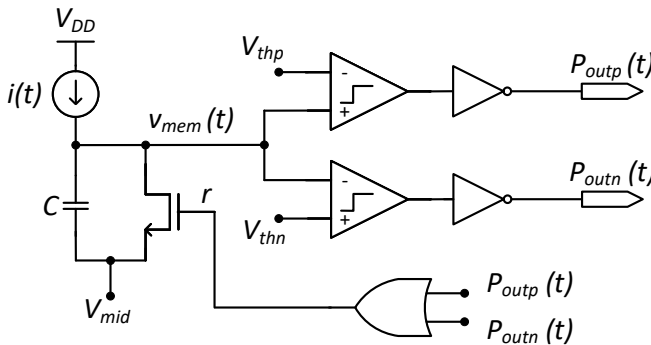 V_DD
V_thp
P_outp (t)
i(t)
-
+
v_mem (t)
P_outn (t)
-
+
C
r
V_thn
V_mid
P_outp (t)
P_outn (t)